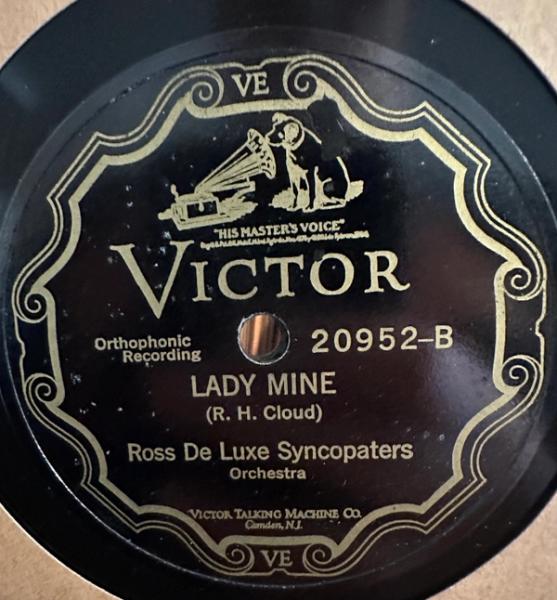 VE
"HIS MASTER'S VOICE"
VICTOR
Orthophonic
Recording
20952-B
LADY MINE
(R. H. Cloud)
Ross De Luxe Syncopaters
Orchestra
VICTOR TALKING MACHINE CO.
Camden, N.J.
VE